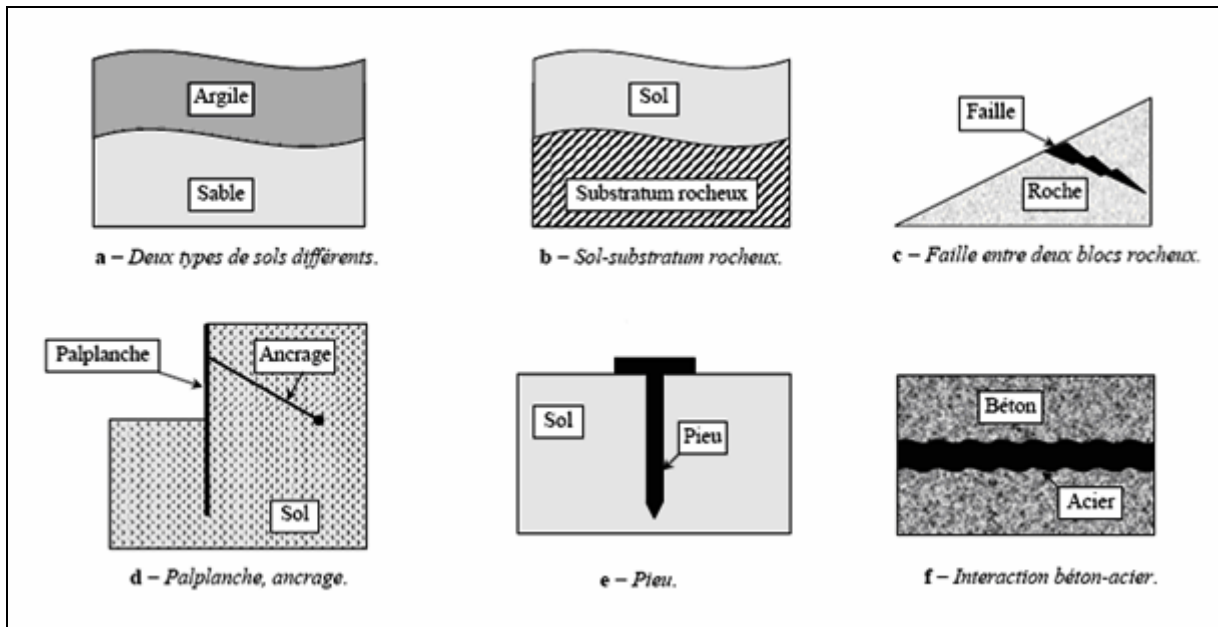 Argile
Sable
a – Deux types de sols différents.
Sol
Substratum rocheux
b – Sol-substratum rocheux.
Faille
Roche
c – Faille entre deux blocs rocheux.
Palplanche
Ancrage
Sol
d – Palplanche, ancrage.
Sol
Pieu
e – Pieu.
Béton
Acier
f – Interaction béton-acier.